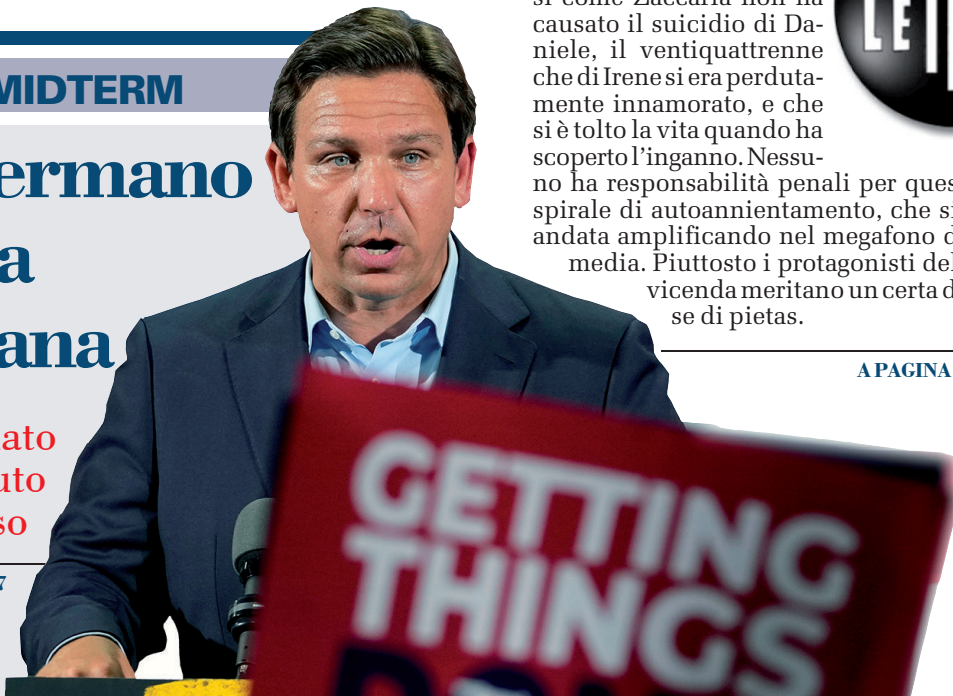 MIDTERM
ermano
a
ana
ato
uto
so
7
si come Zaccaria non ha
causato il suicidio di Da-
niele, il ventiquattrenne
che di Irene si era perduta-
mente innamorato, e che
si è tolto la vita quando ha
scoperto l’inganno. Nessu-
no ha responsabilità penali per ques
spirale di autoannientamento, che si
andata amplificando nel megafono d
media. Piuttosto i protagonisti del
vicenda meritano un certa d
se di pietas.
A PAGINA
LE I
GETTING
THINGS